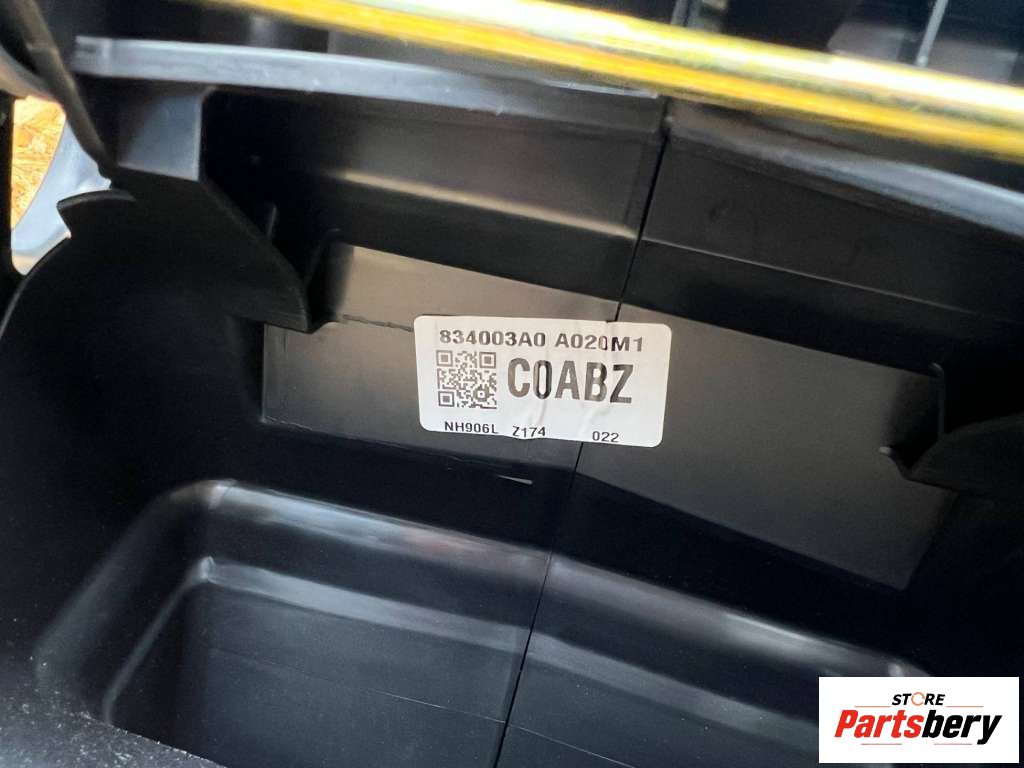 834003A0 A020M1
C0ABZ
NH906L Z174 022
STORE
Partsbery